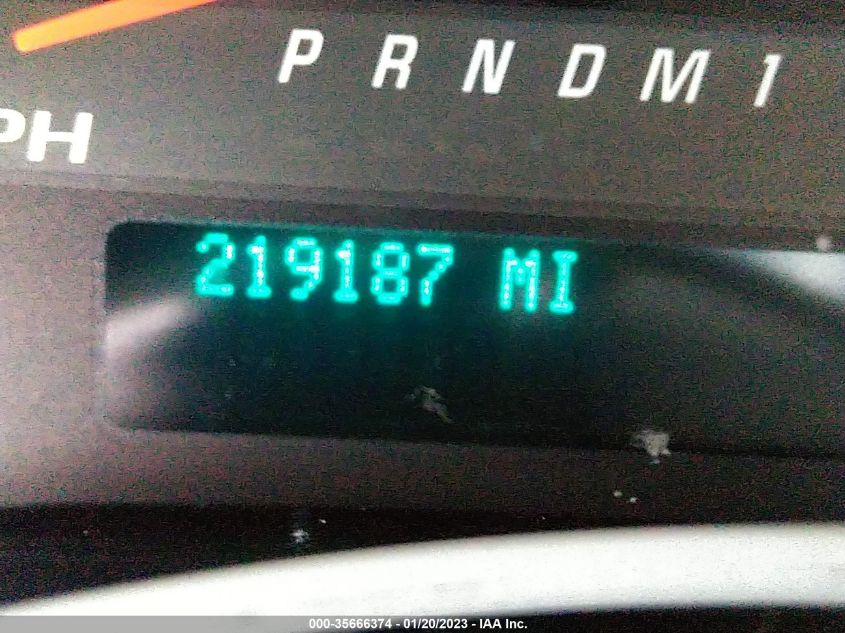 P R N D M 1
PH
219187 MI
000-35666374 - 01/20/2023 - IAA Inc.